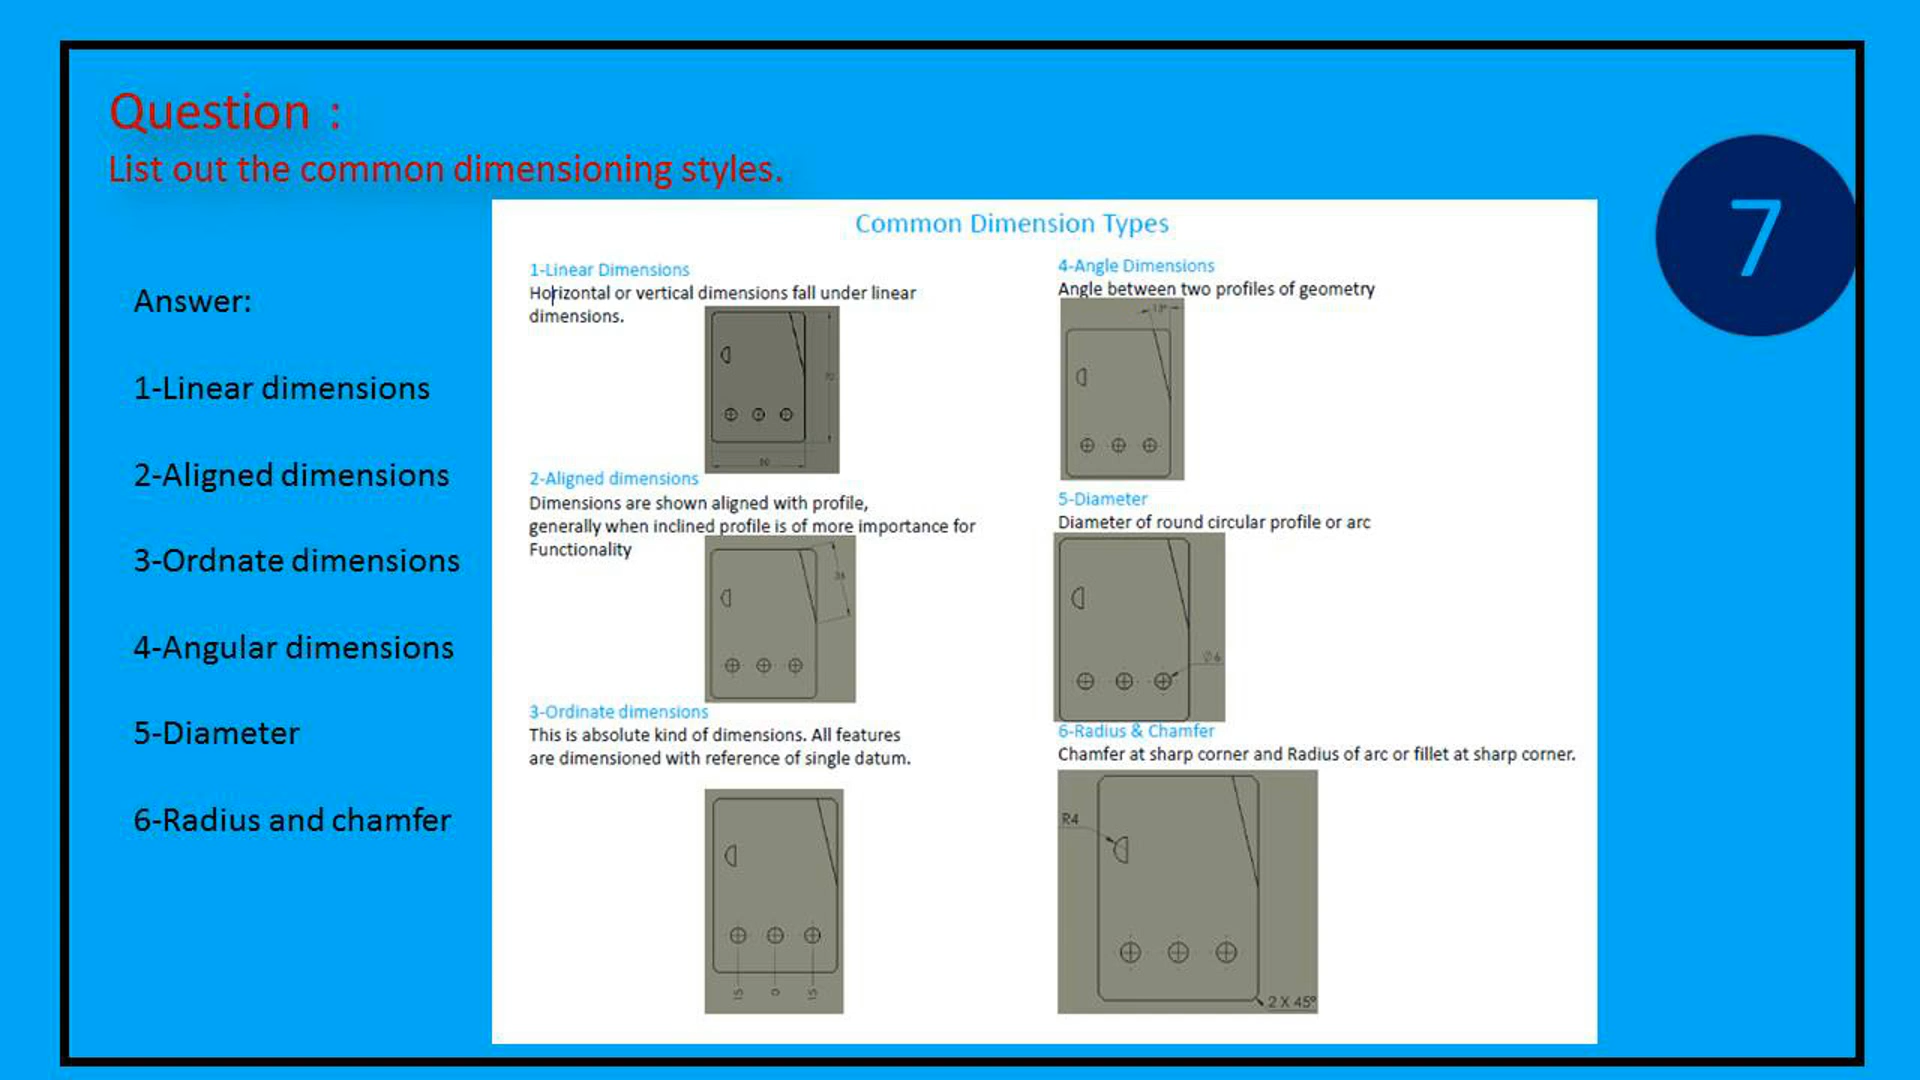 Question :
List out the common dimensioning styles.
7
Answer:
1-Linear dimensions
2-Aligned dimensions
3-Ordnate dimensions
4-Angular dimensions
5-Diameter
6-Radius and chamfer
Common Dimension Types
1-Linear Dimensions
Horizontal or vertical dimensions fall under linear
dimensions.
70
50
2-Aligned dimensions
Dimensions are shown aligned with profile,
generally when inclined profile is of more importance for
Functionality
3-Ordinate dimensions
This is absolute kind of dimensions. All features
are dimensioned with reference of single datum.
15 0 15
4-Angle Dimensions
Angle between two profiles of geometry
5-Diameter
Diameter of round circular profile or arc
∅6
6-Radius & Chamfer
Chamfer at sharp corner and Radius of arc or fillet at sharp corner.
R4
2 X 45°